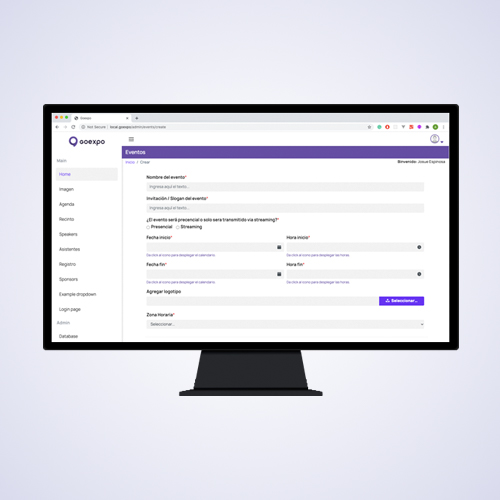 Goexpo
Not Secure | local.goexpo/admin/evento/create
GOEXPO
Main
Home
Imagen
Agenda
Recinto
Speakers
Asistentes
Registro
Sponsors
Example dropdown
Login page
Admin
Database
Eventos
Inicio / Crear
Bienvenido: Josue Espinosa
Nombre del evento*
Ingresa aquí el texto...
Invitación / Slogan del evento*
Ingresa aquí el texto...
¿El evento será presencial o solo sera transmitido via streaming?*
Presencial Streaming
Fecha inicio* Hora inicio*
Da click al icono para desplegar el calendario. Da click al icono para desplegar las horas.
Fecha fin* Hora fin*
Da click al icono para desplegar el calendario. Da click al icono para desplegar las horas.
Agregar logotipo
Seleccionar...
Zona Horaria*
Seleccionar...